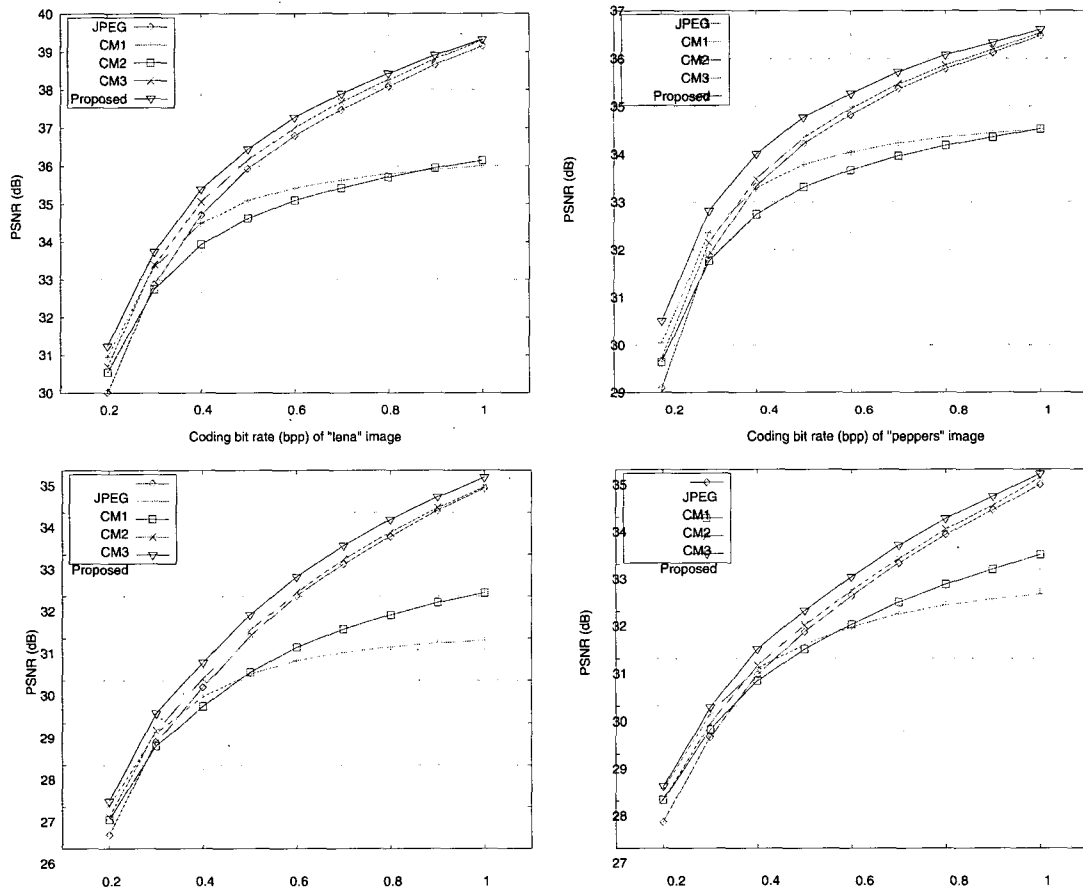 JPEG
CM1
CM2
CM3
Proposed
PSNR (dB)
40
39
38
37
36
35
34
33
32
31
30
0.2 0.4 0.6 0.8 1
Coding bit rate (bpp) of "lena" image
JPEG
CM1
CM2
CM3
Proposed
PSNR (dB)
37
36
35
34
33
32
31
30
29
0.2 0.4 0.6 0.8 1
Coding bit rate (bpp) of "peppers" image
JPEG
CM1
CM2
CM3
Proposed
PSNR (dB)
35
34
33
32
31
30
29
28
27
26
0.2 0.4 0.6 0.8 1
JPEG
CM1
CM2
CM3
Proposed
PSNR (dB)
35
34
33
32
31
30
29
28
27
0.2 0.4 0.6 0.8 1